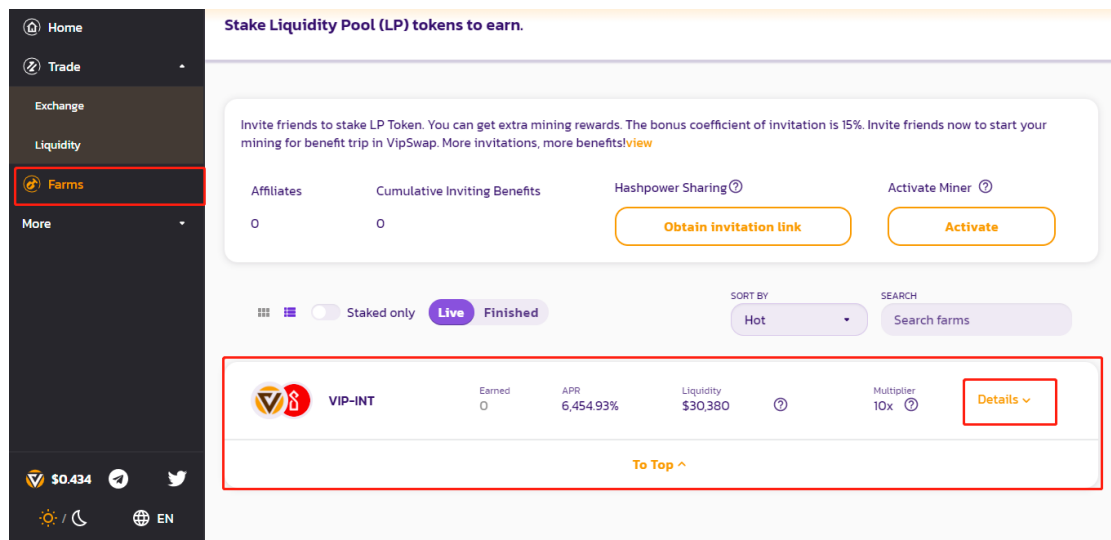 Home
Trade
Exchange
Liquidity
Farms
More
$0.434
/
EN
Stake Liquidity Pool (LP) tokens to earn.
Invite friends to stake LP Token. You can get extra mining rewards. The bonus coefficient of invitation is 15%. Invite friends now to start your
mining for benefit trip in VipSwap. More invitations, more benefits!view
Affiliates Cumulative Inviting Benefits Hashpower Sharing ? Activate Miner ?
0 0 Obtain invitation link Activate
SORT BY SEARCH
Staked only Live Finished Hot Search farms
Earned APR Liquidity Multiplier
VIP-INT 0 6,454.93% $30,380 ? 10x ? Details
To Top